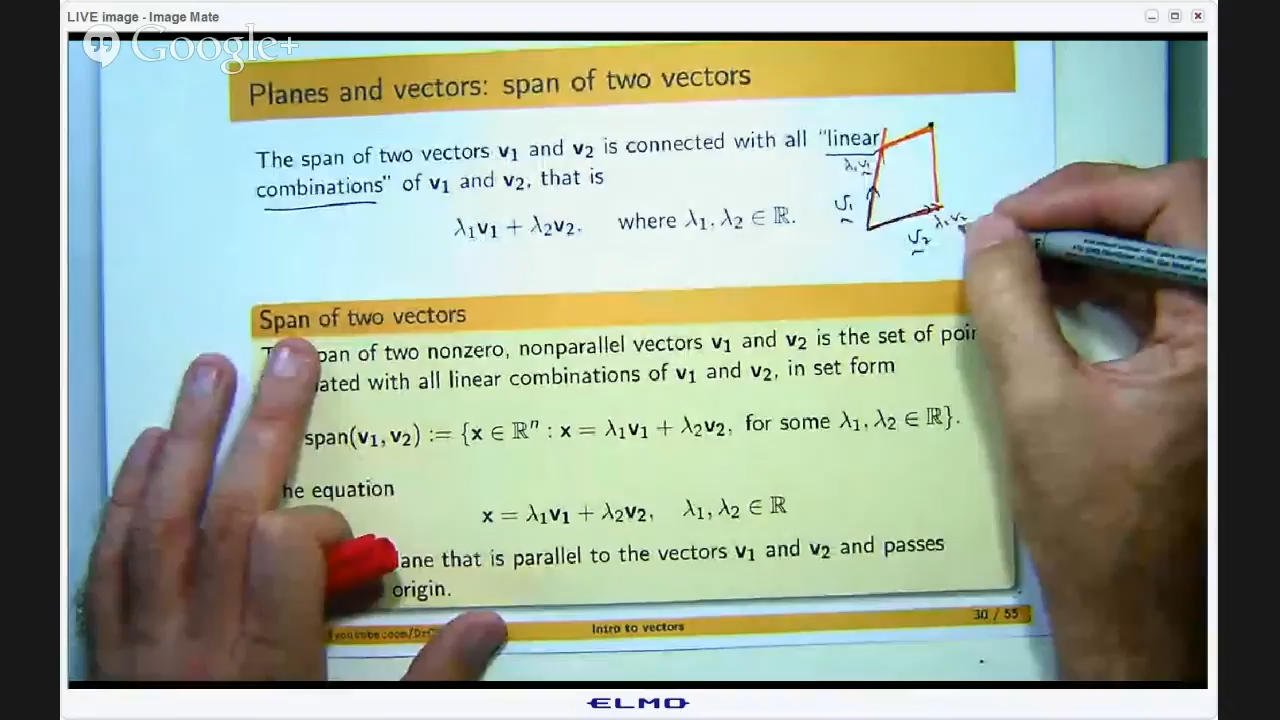 LIVE image - Image Mate
Google+
Planes and vectors: span of two vectors
The span of two vectors v₁ and v₂ is connected with all "linear
combinations" of v₁ and v₂, that is
λ₁v₁ + λ₂v₂, where λ₁, λ₂ ∈ ℝ.
λ₁v₁
v₁
λ₂v₂
v₂
Span of two vectors
span of two nonzero, nonparallel vectors v₁ and v₂ is the set of poin
ated with all linear combinations of v₁ and v₂, in set form
span(v₁, v₂) := {x ∈ ℝⁿ : x = λ₁v₁ + λ₂v₂, for some λ₁, λ₂ ∈ ℝ}.
he equation
x = λ₁v₁ + λ₂v₂, λ₁, λ₂ ∈ ℝ
lane that is parallel to the vectors v₁ and v₂ and passes
origin.
youtube.com/Dr
Intro to vectors
30 / 55
ELMO